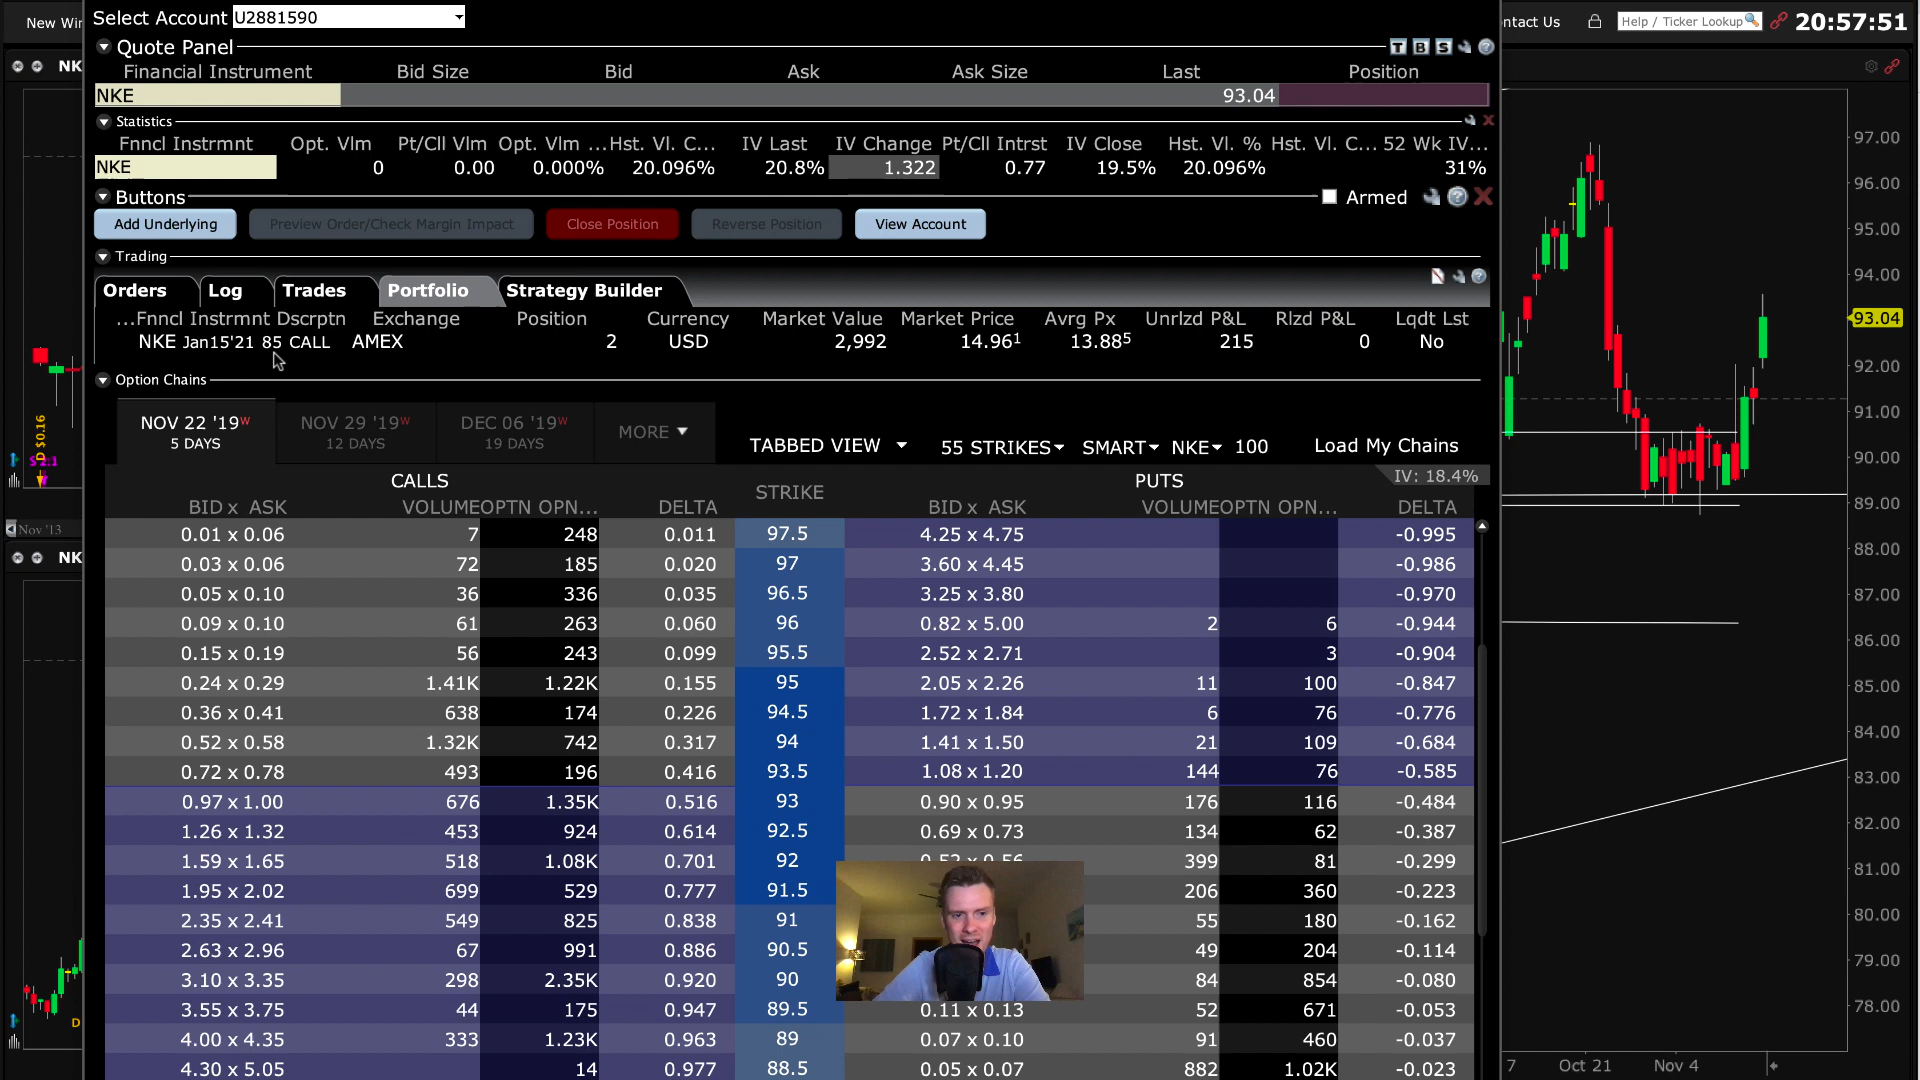 New Win
Select Account U2881590
ntact Us
Help / Ticker Lookup
20:57:51
NK
Quote Panel
T B S
Financial Instrument Bid Size Bid Ask Ask Size Last Position
NKE 93.04
Statistics
Fnncl Instrmnt Opt. Vlm Pt/Cll Vlm Opt. Vlm ... Hst. Vl. C... IV Last IV Change Pt/Cll Intrst IV Close Hst. Vl. % Hst. Vl. C... 52 Wk IV...
NKE 0 0.00 0.000% 20.096% 20.8% 1.322 0.77 19.5% 20.096% 31%
Buttons
Armed
Add Underlying Preview Order/Check Margin Impact Close Position Reverse Position View Account
Trading
Orders Log Trades Portfolio Strategy Builder
...Fnncl Instrmnt Dscrptn Exchange Position Currency Market Value Market Price Avrg Px Unrlzd P&L Rlzd P&L Lqdt Lst
NKE Jan15'21 85 CALL AMEX 2 USD 2,992 14.96¹ 13.88⁵ 215 0 No
Option Chains
NOV 22 '19W NOV 29 '19W DEC 06 '19W MORE
5 DAYS 12 DAYS 19 DAYS
TABBED VIEW 55 STRIKES SMART NKE 100 Load My Chains
IV: 18.4%
CALLS STRIKE PUTS
BID x ASK VOLUME OPTN OPN... DELTA BID x ASK VOLUME OPTN OPN... DELTA
0.01 x 0.06 7 248 0.011 97.5 4.25 x 4.75 -0.995
0.03 x 0.06 72 185 0.020 97 3.60 x 4.45 -0.986
0.05 x 0.10 36 336 0.035 96.5 3.25 x 3.80 -0.970
0.09 x 0.10 61 263 0.060 96 0.82 x 5.00 2 6 -0.944
0.15 x 0.19 56 243 0.099 95.5 2.52 x 2.71 3 -0.904
0.24 x 0.29 1.41K 1.22K 0.155 95 2.05 x 2.26 11 100 -0.847
0.36 x 0.41 638 174 0.226 94.5 1.72 x 1.84 6 76 -0.776
0.52 x 0.58 1.32K 742 0.317 94 1.41 x 1.50 21 109 -0.684
0.72 x 0.78 493 196 0.416 93.5 1.08 x 1.20 144 76 -0.585
0.97 x 1.00 676 1.35K 0.516 93 0.90 x 0.95 176 116 -0.484
1.26 x 1.32 453 924 0.614 92.5 0.69 x 0.73 134 62 -0.387
1.59 x 1.65 518 1.08K 0.701 92 399 81 -0.299
1.95 x 2.02 699 529 0.777 91.5 206 360 -0.223
2.35 x 2.41 549 825 0.838 91 55 180 -0.162
2.63 x 2.96 67 991 0.886 90.5 49 204 -0.114
3.10 x 3.35 298 2.35K 0.920 90 84 854 -0.080
3.55 x 3.75 44 175 0.947 89.5 0.11 x 0.13 52 671 -0.053
4.00 x 4.35 333 1.23K 0.963 89 0.07 x 0.10 91 460 -0.037
4.30 x 5.05 14 0.977 88.5 0.05 x 0.07 882 1.02K -0.023
D $0.16
Nov '13
NK
D
97.00
96.00
95.00
94.00
93.04
92.00
91.00
90.00
89.00
88.00
87.00
86.00
85.00
84.00
83.00
82.00
81.00
80.00
79.00
78.00
7 Oct 21 Nov 4